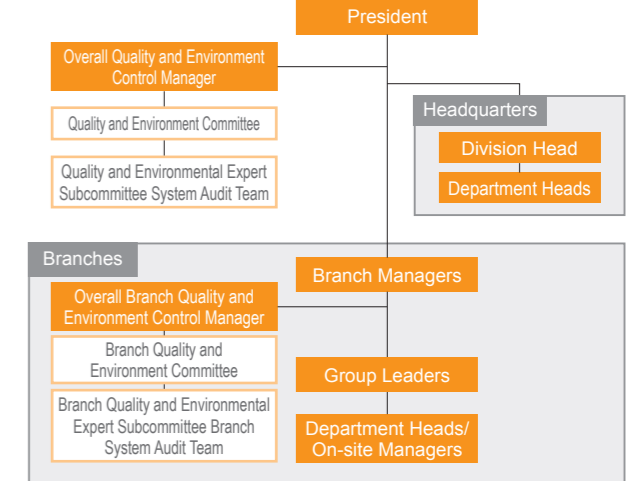 President
Overall Quality and Environment
Control Manager
Quality and Environment Committee
Quality and Environmental Expert
Subcommittee System Audit Team
Headquarters
Division Head
Department Heads
Branches
Branch Managers
Overall Branch Quality and
Environment Control Manager
Branch Quality and
Environment Committee
Branch Quality and Environmental
Expert Subcommittee Branch
System Audit Team
Group Leaders
Department Heads/
On-site Managers